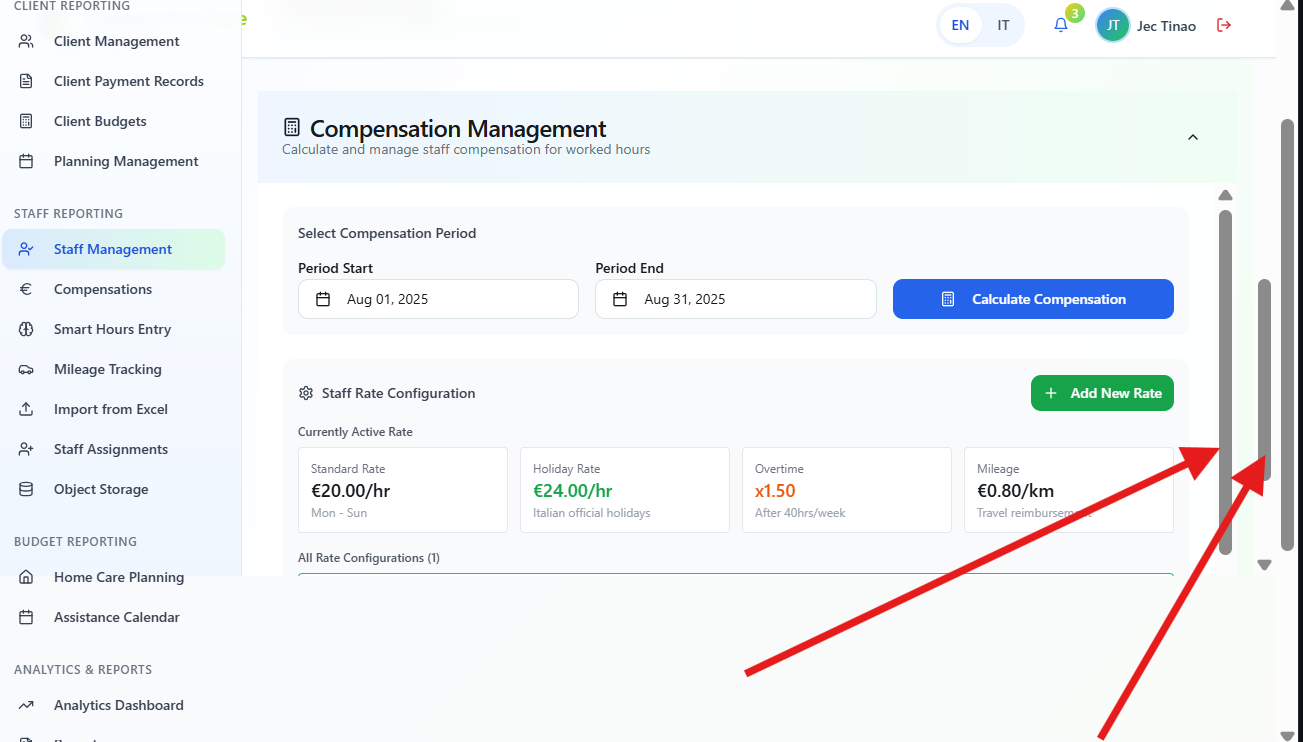 CLIENT REPORTING
Client Management
Client Payment Records
Client Budgets
Planning Management
STAFF REPORTING
Staff Management
Compensations
Smart Hours Entry
Mileage Tracking
Import from Excel
Staff Assignments
Object Storage
BUDGET REPORTING
Home Care Planning
Assistance Calendar
ANALYTICS & REPORTS
Analytics Dashboard
EN IT 3 JT Jec Tinao
Compensation Management
Calculate and manage staff compensation for worked hours
Select Compensation Period
Period Start Period End
Aug 01, 2025 Aug 31, 2025 Calculate Compensation
Staff Rate Configuration + Add New Rate
Currently Active Rate
Standard Rate Holiday Rate Overtime Mileage
€20.00/hr €24.00/hr x1.50 €0.80/km
Mon - Sun Italian official holidays After 40hrs/week Travel reimbursement
All Rate Configurations (1)